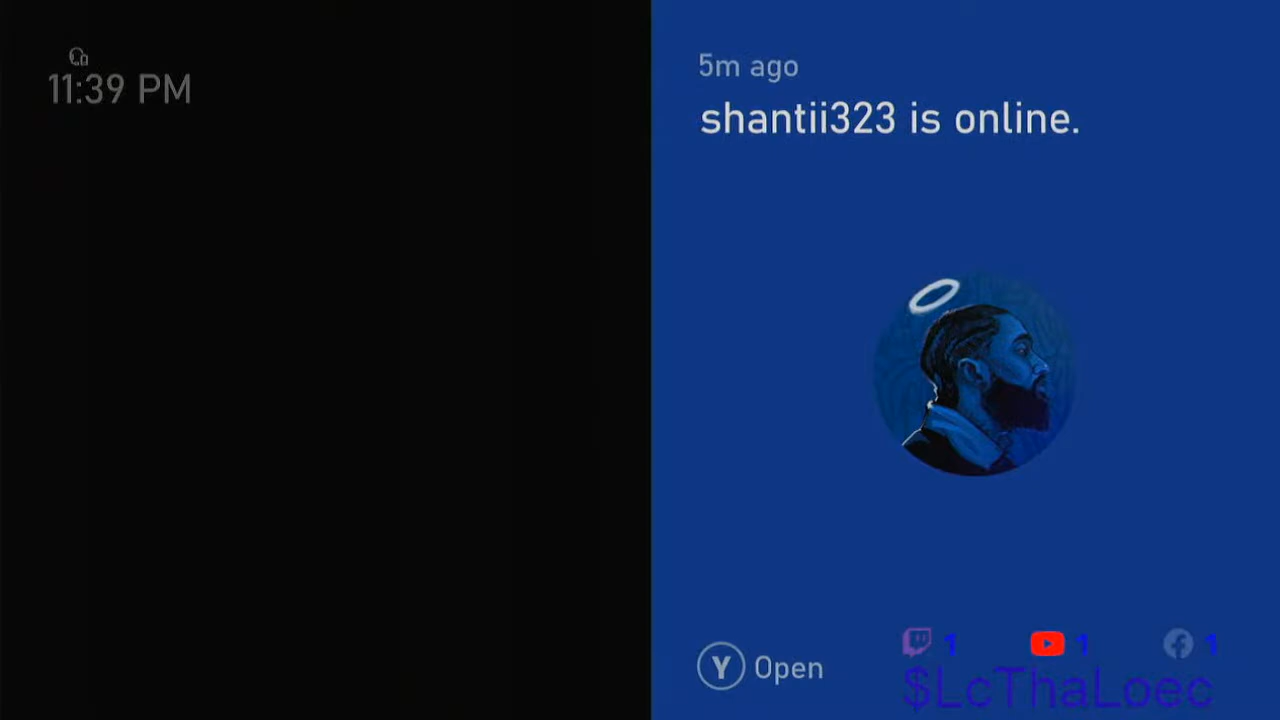 11:39 PM
5m ago
shantii323 is online.
Y Open
1 1 1
$LcThaLoec